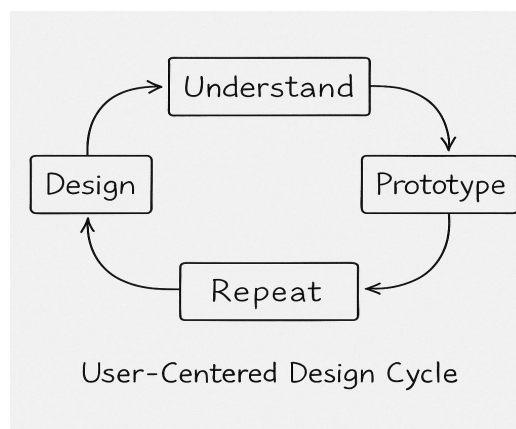 Understand
Design
Prototype
Repeat
User-Centered Design Cycle